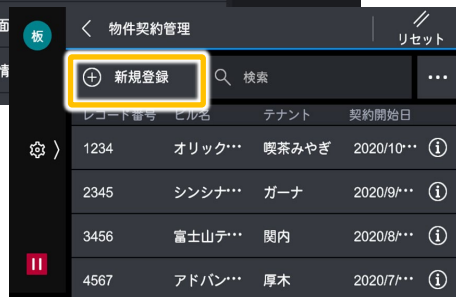 面
板
物件契約管理
リセット
情
新規登録
検索
レコード番号 ビル名 テナント 契約開始日
1234 オリック… 喫茶みやぎ 2020/10…
2345 シンシナ… ガーナ 2020/9/…
3456 富士山テ… 関内 2020/8/…
4567 アドバン… 厚木 2020/7/…